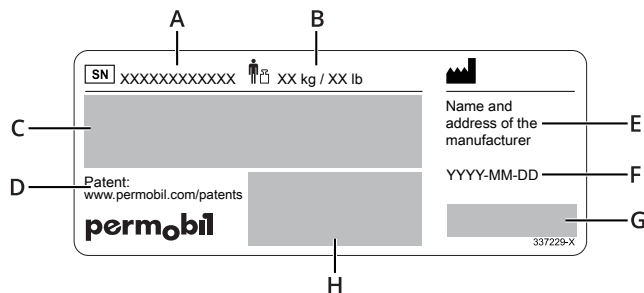 A
B
SN XXXXXXXXXXXX XX kg / XX lb
C
Name and
address of the
manufacturer
E
D
Patent:
www.permobil.com/patents
YYYY-MM-DD
F
permobil
G
337229-X
H